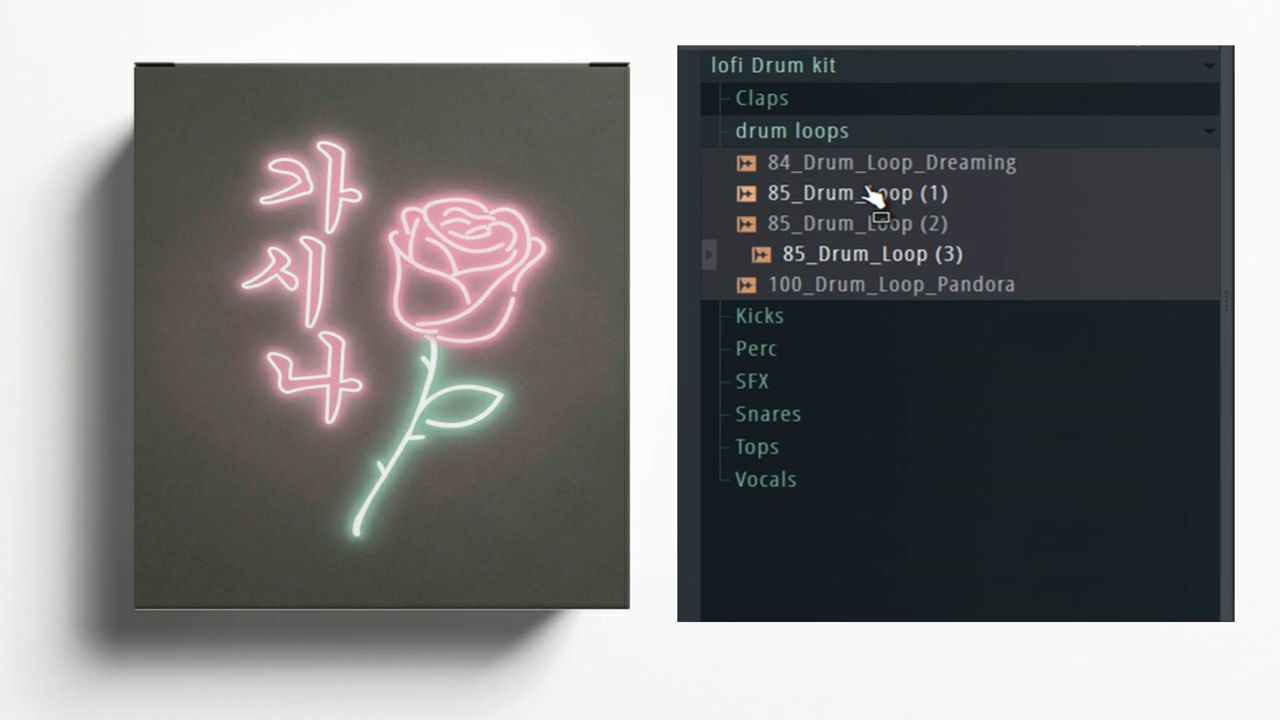 가
시
나
lofi Drum kit
Claps
drum loops
84_Drum_Loop_Dreaming
85_Drum_Loop (1)
85_Drum_Loop (2)
85_Drum_Loop (3)
100_Drum_Loop_Pandora
Kicks
Perc
SFX
Snares
Tops
Vocals